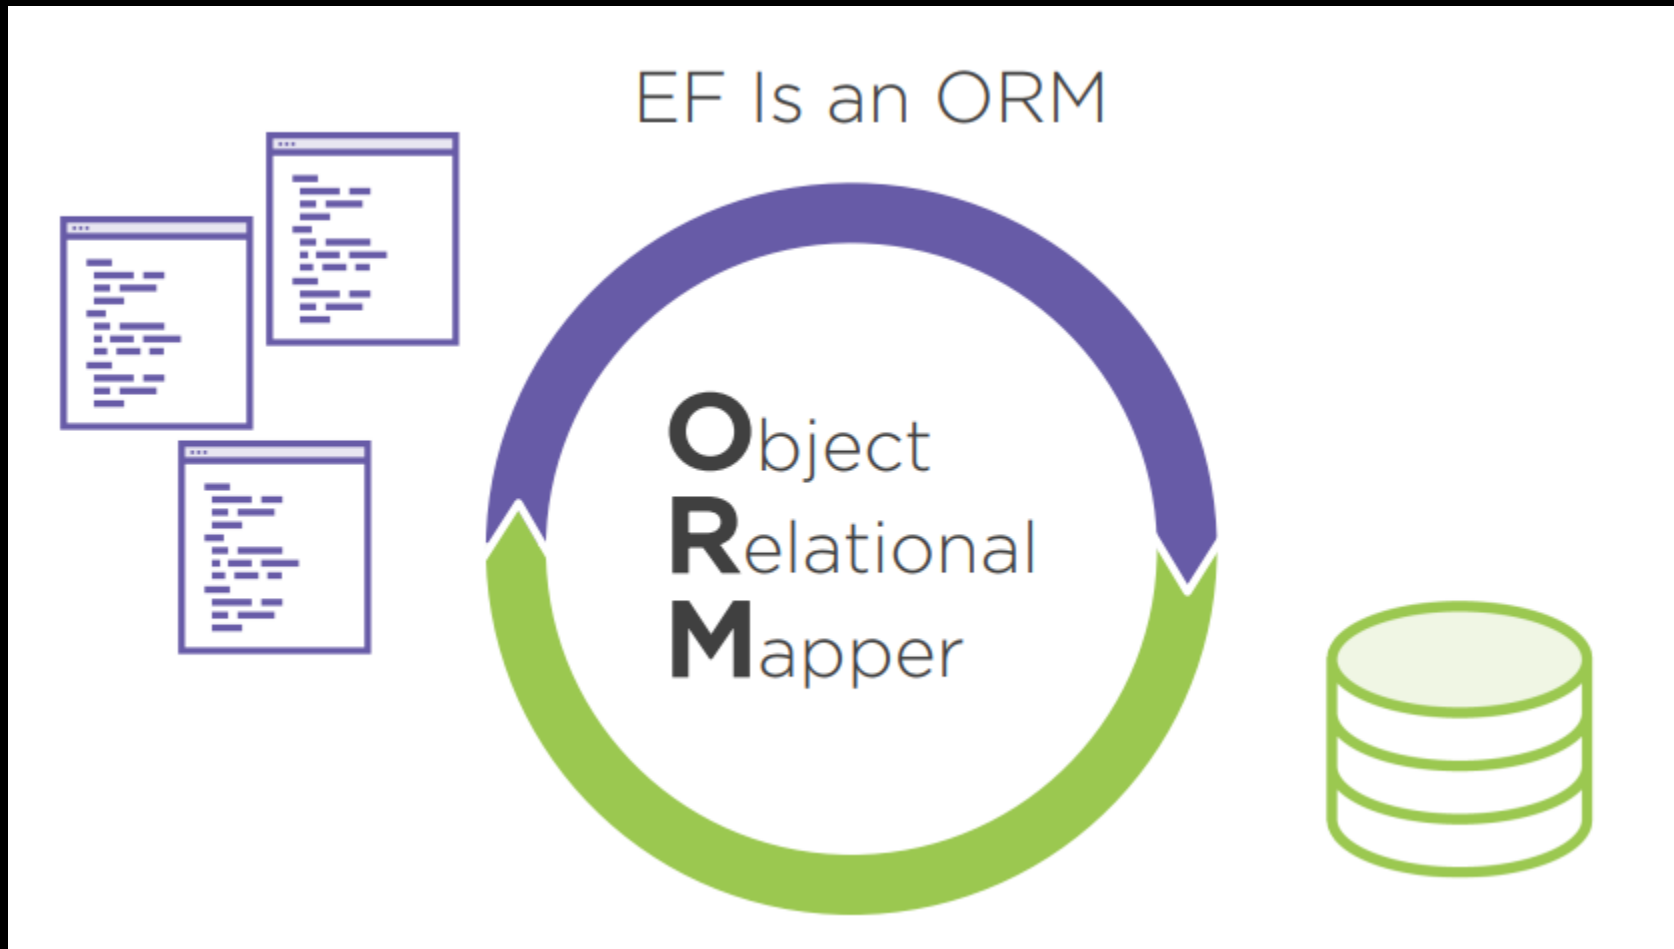 EF Is an ORM
Object
Relational
Mapper